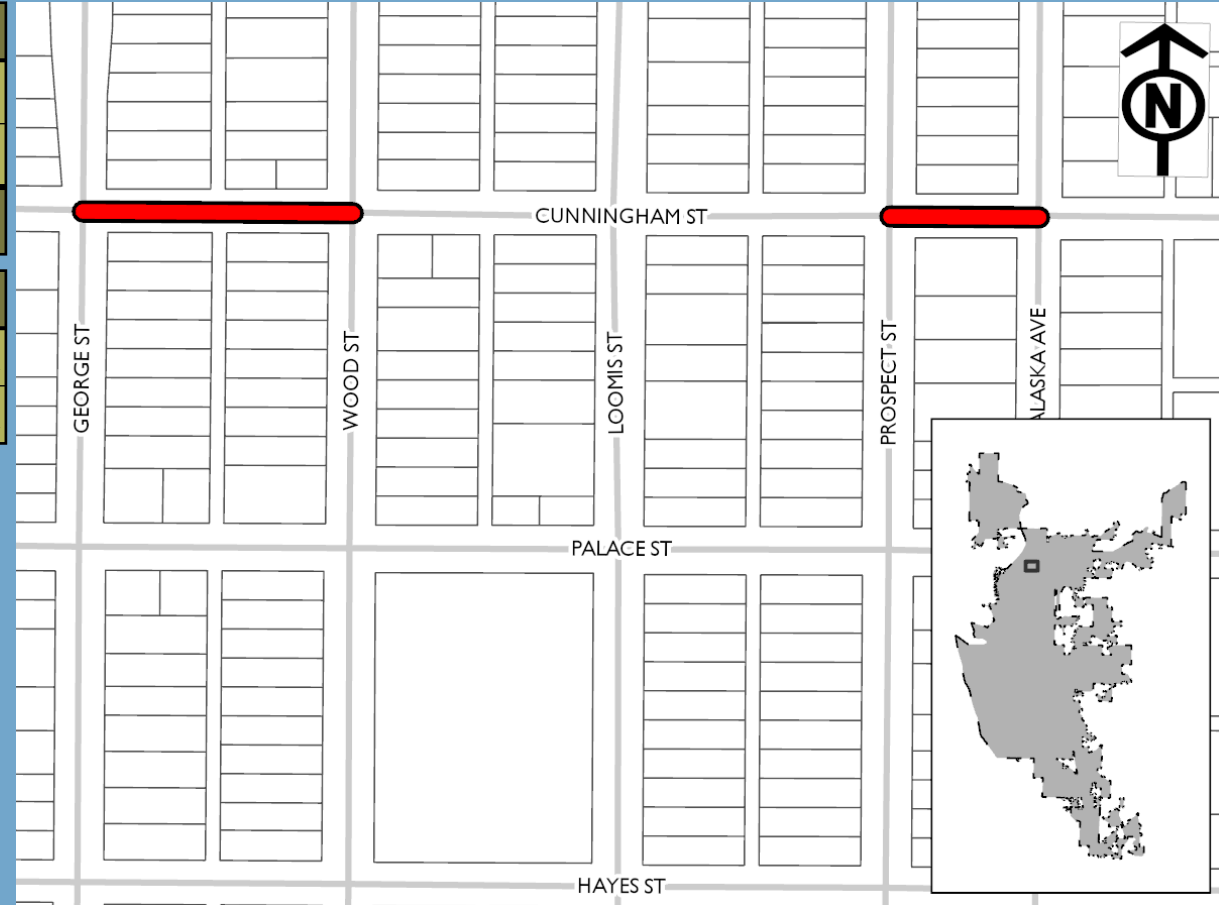 N
CUNNINGHAM ST
GEORGE ST
WOOD ST
LOOMIS ST
PROSPECT ST
ALASKA AVE
PALACE ST
HAYES ST